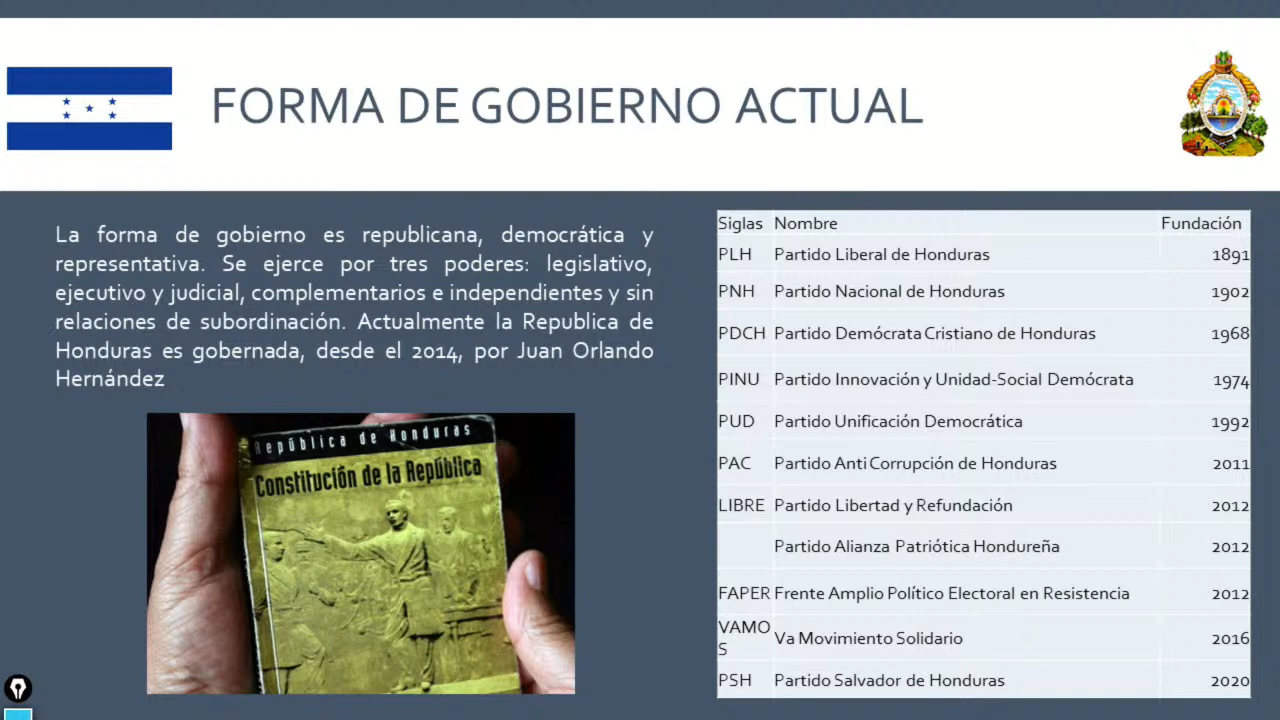 FORMA DE GOBIERNO ACTUAL
La forma de gobierno es republicana, democrática y
representativa. Se ejerce por tres poderes: legislativo,
ejecutivo y judicial, complementarios e independientes y sin
relaciones de subordinación. Actualmente la Republica de
Honduras es gobernada, desde el 2014, por Juan Orlando
Hernández
República de Honduras
Constitución de la República
Siglas Nombre Fundación
PLH Partido Liberal de Honduras 1891
PNH Partido Nacional de Honduras 1902
PDCH Partido Demócrata Cristiano de Honduras 1968
PINU Partido Innovación y Unidad-Social Demócrata 1974
PUD Partido Unificación Democrática 1992
PAC Partido Anti Corrupción de Honduras 2011
LIBRE Partido Libertad y Refundación 2012
Partido Alianza Patriótica Hondureña 2012
FAPER Frente Amplio Político Electoral en Resistencia 2012
VAMO
S Va Movimiento Solidario 2016
PSH Partido Salvador de Honduras 2020